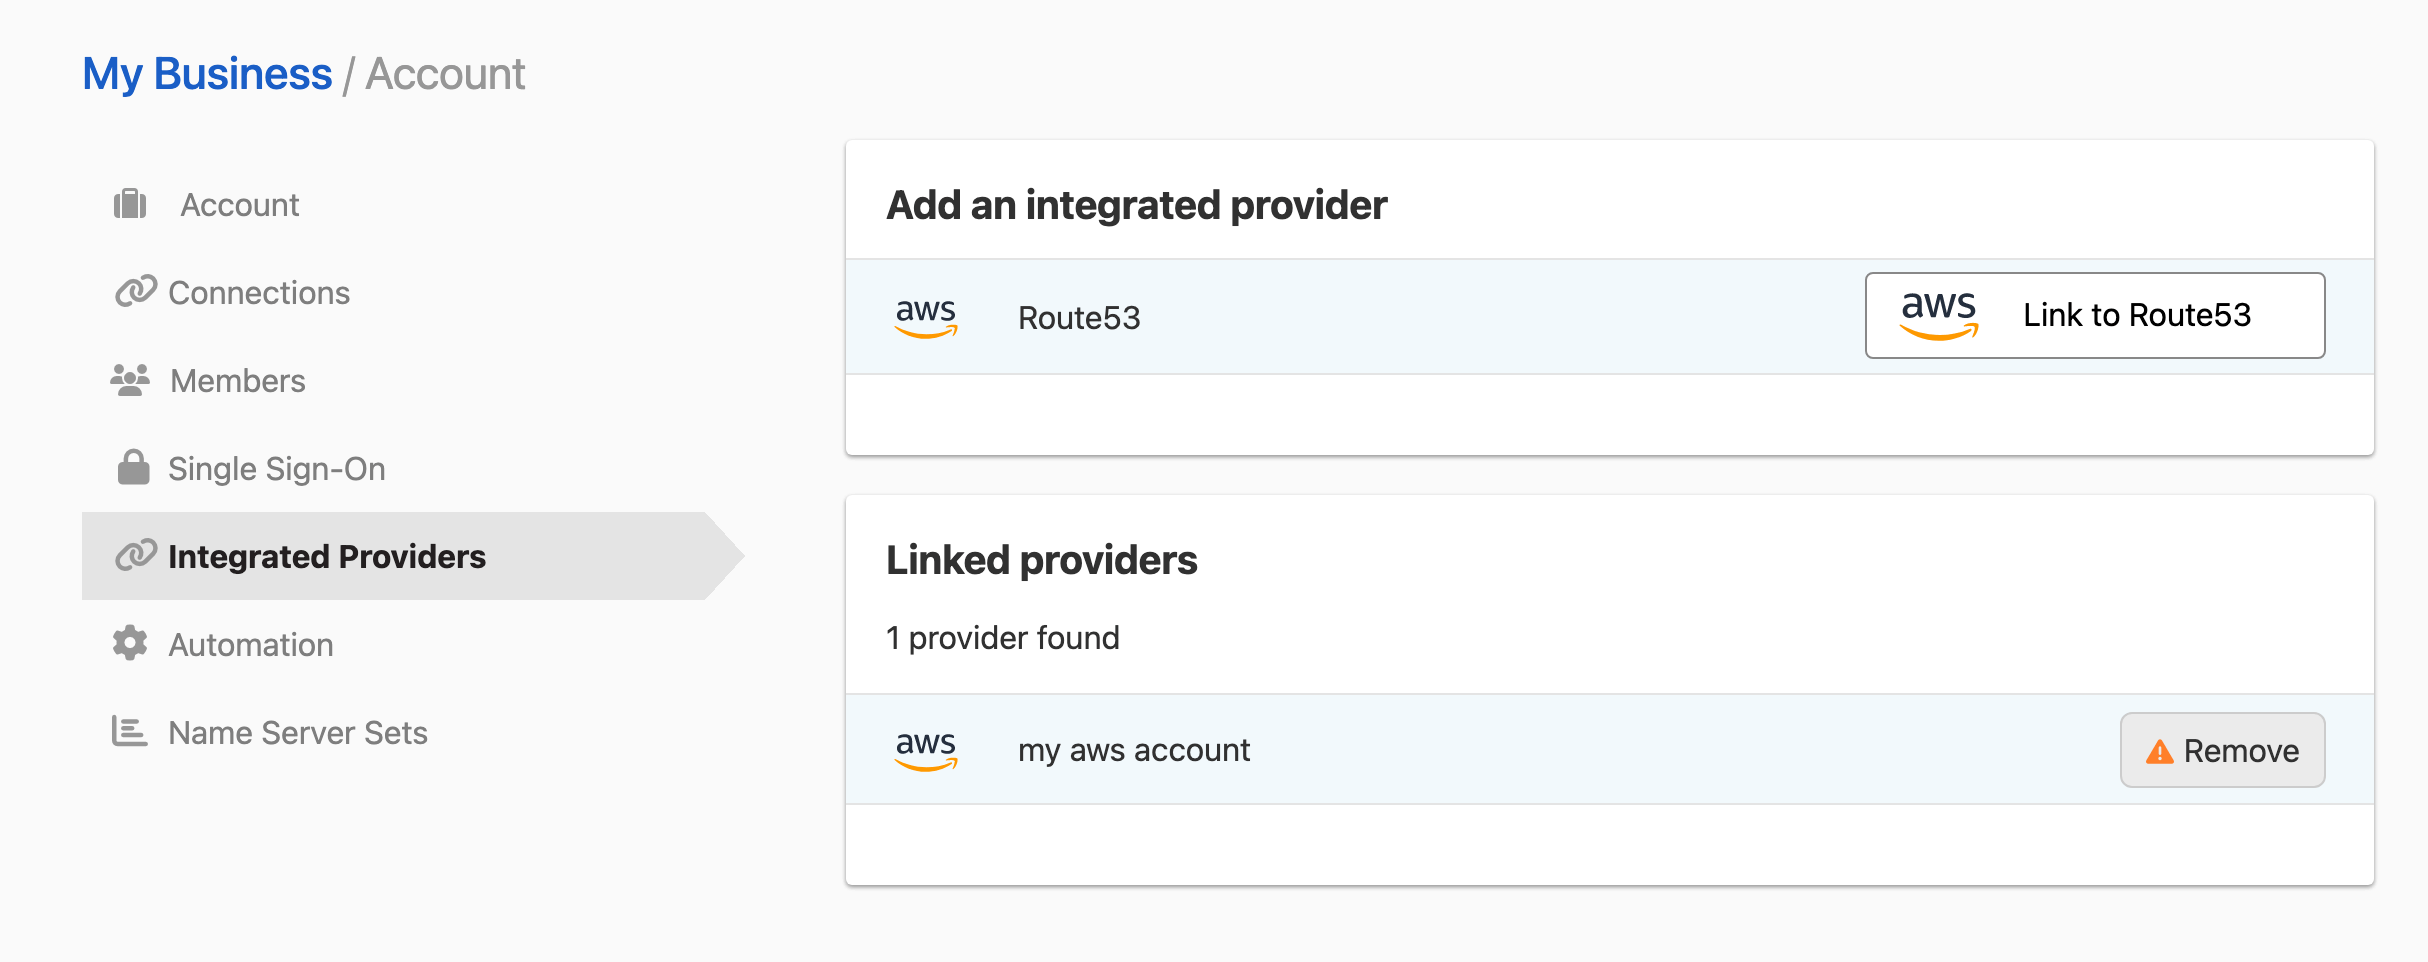 My Business / Account
Account
Connections
Members
Single Sign-On
Integrated Providers
Automation
Name Server Sets
Add an integrated provider
aws Route53
aws Link to Route53
Linked providers
1 provider found
aws my aws account
Remove